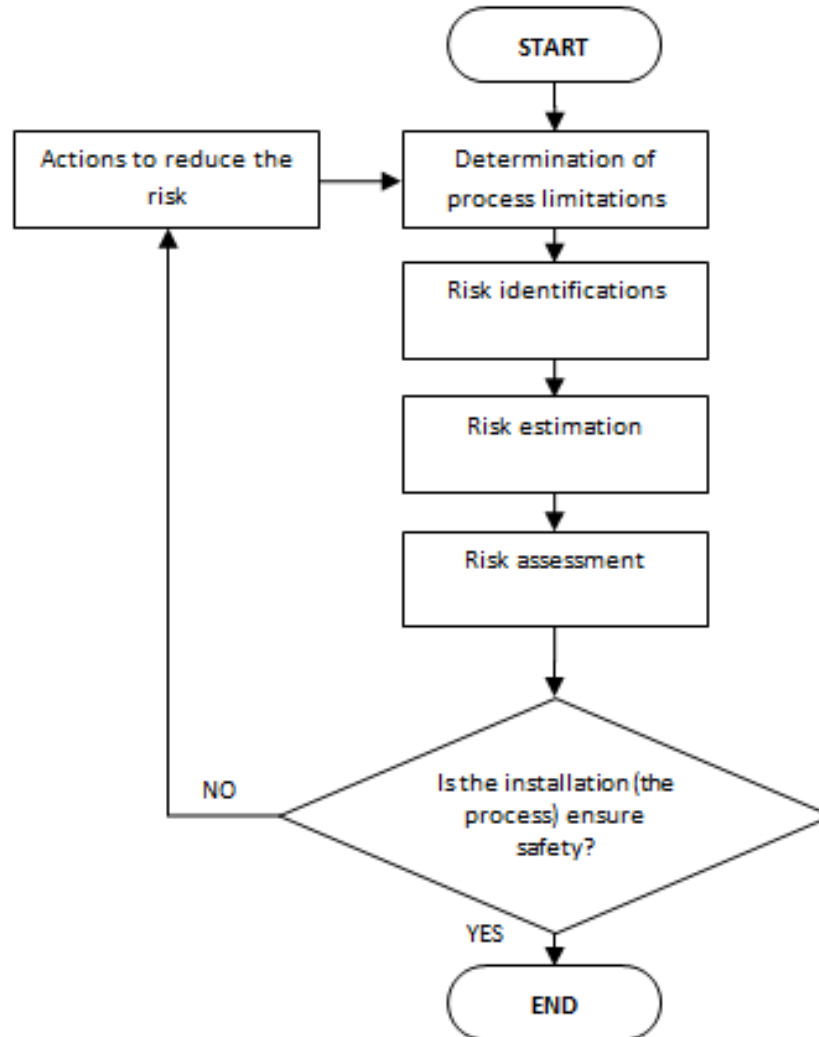 START
Actions to reduce the
risk
Determination of
process limitations
Risk identifications
Risk estimation
Risk assessment
Is the installation (the
process) ensure
safety?
NO
YES
END